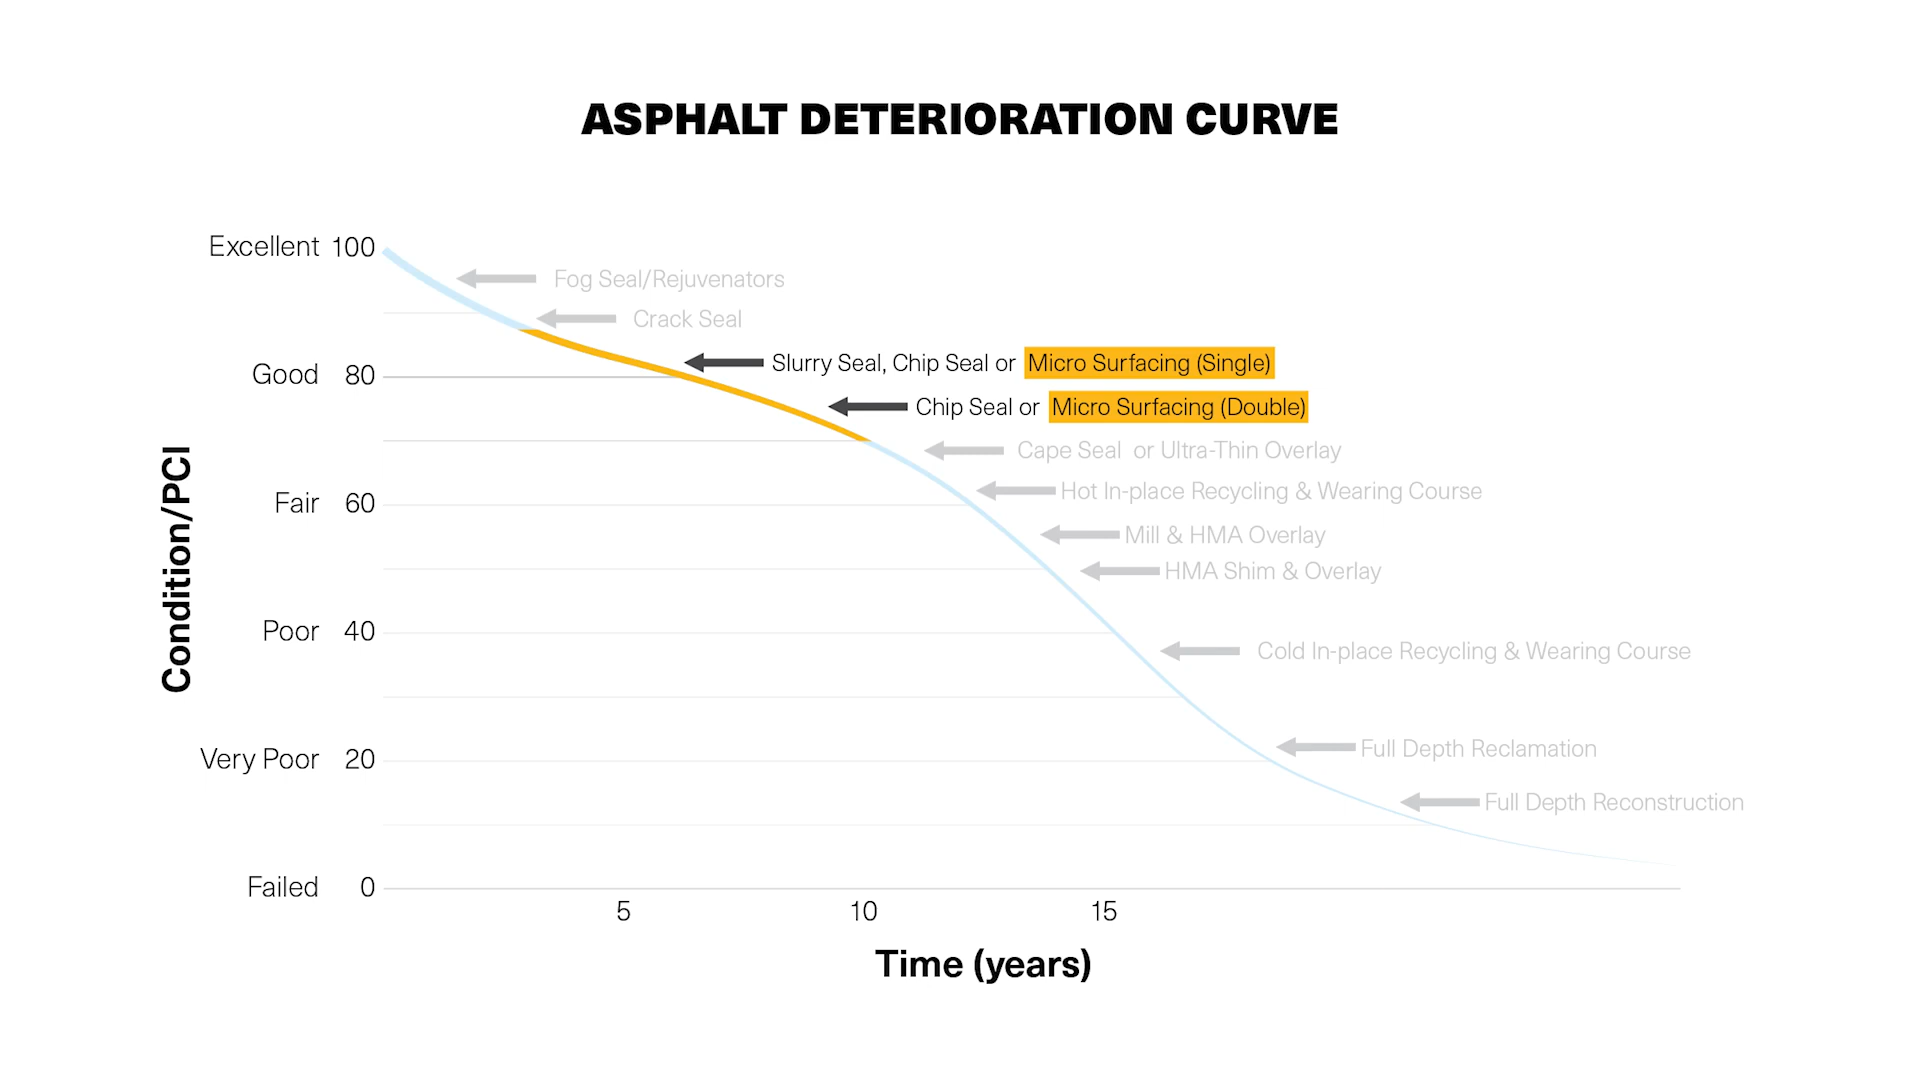 ASPHALT DETERIORATION CURVE
Excellent 100
Fog Seal/Rejuvenators
Crack Seal
Slurry Seal, Chip Seal or Micro Surfacing (Single)
Good 80
Chip Seal or Micro Surfacing (Double)
Cape Seal or Ultra-Thin Overlay
Condition/PCI
Fair 60
Hot In-place Recycling & Wearing Course
Mill & HMA Overlay
HMA Shim & Overlay
Poor 40
Cold In-place Recycling & Wearing Course
Very Poor 20
Full Depth Reclamation
Full Depth Reconstruction
Failed 0
5 10 15
Time (years)